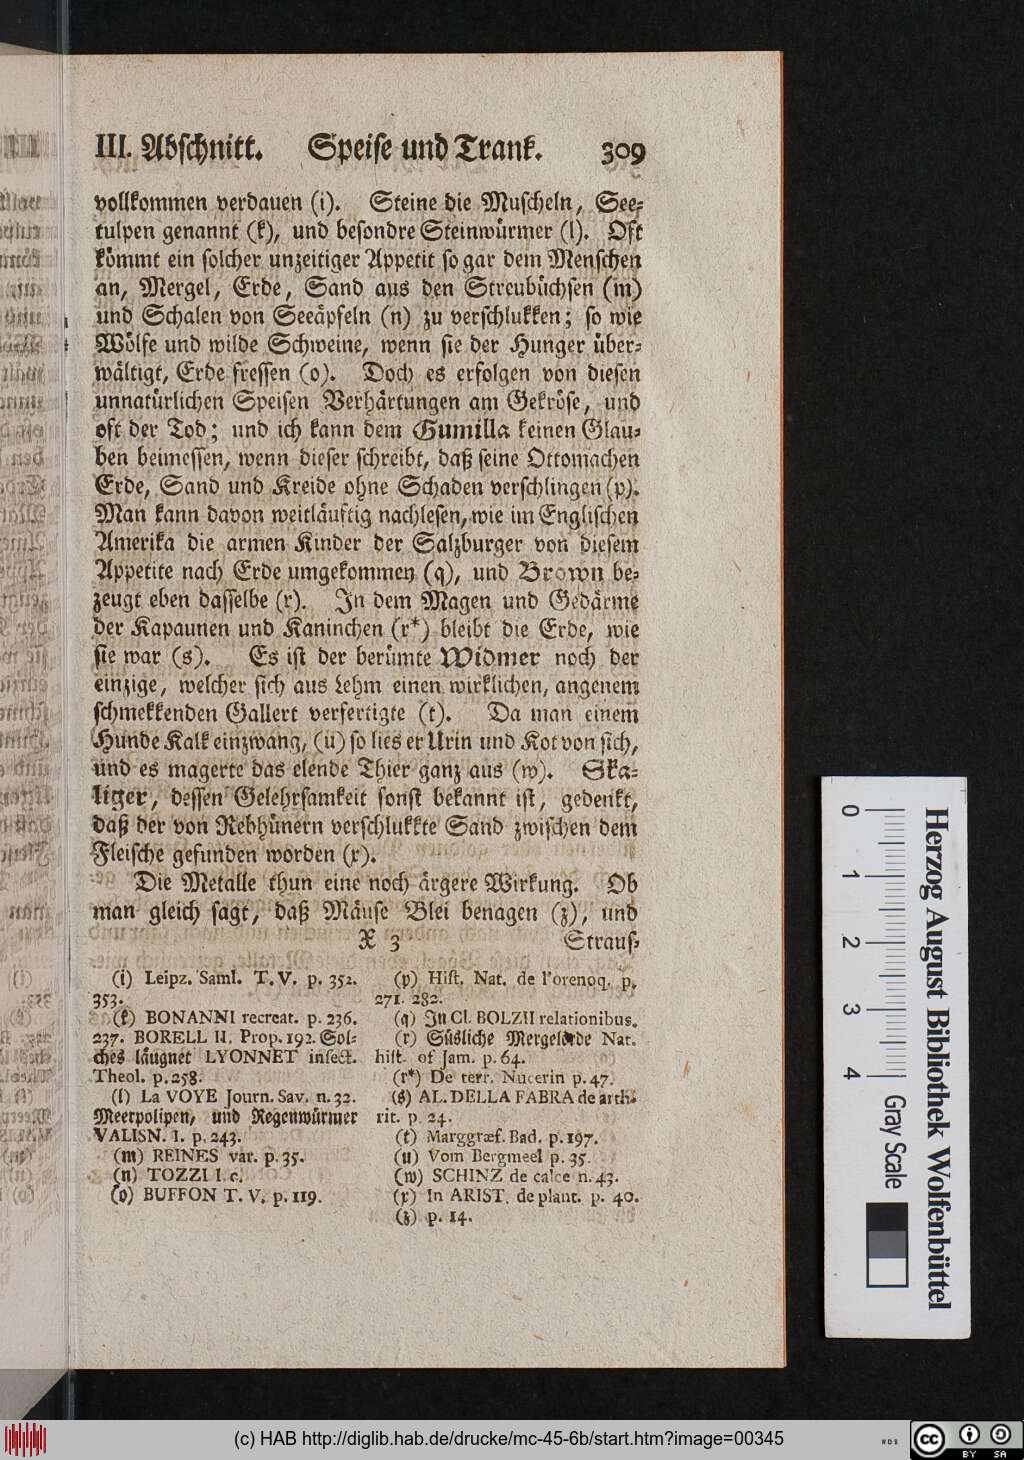 III. Abschnitt. Speise und Trank. 309
vollkommen verdauen (i). Steine die Muscheln, See-
tulpen genannt (k), und besondre Steinwürmer (l). Oft
kömmt ein solcher unzeitiger Appetit so gar dem Menschen
an, Mergel, Erde, Sand aus den Streubüchsen (m)
und Schalen von Seeäpfeln (n) zu verschlukken; so wie
Wölfe und wilde Schweine, wenn sie der Hunger über-
wältigt, Erde fressen (o). Doch es erfolgen von diesen
unnatürlichen Speisen Verhärtungen am Gekröse, und
oft der Tod; und ich kann dem Gumilla keinen Glau-
ben beimessen, wenn dieser schreibt, daß seine Ottomachen
Erde, Sand und Kreide ohne Schaden verschlingen (p).
Man kann davon weitläuftig nachlesen, wie im Englischen
Amerika die armen Kinder der Salzburger von diesem
Appetite nach Erde umgekommen (q), und Brown be-
zeugt eben dasselbe (r). In dem Magen und Gedärme
der Kapaunen und Kaninchen (r*) bleibt die Erde, wie
sie war (s). Es ist der berümte Widmer noch der
einzige, welcher sich aus Lehm einen wirklichen, angenem
schmekkenden Gallert verfertigte (t). Da man einem
Hunde Kalk einzwang, (u) so lies er Urin und Kot von sich,
und es magerte das elende Thier ganz aus (w). Ska-
liger, dessen Gelehrsamkeit sonst bekannt ist, gedenkt,
daß der von Rebhünern verschlukkte Sand zwischen dem
Fleische gefunden worden (x).
Die Metalle thun eine noch ärgere Wirkung. Ob
man gleich sagt, daß Mäuse Blei benagen (z), und
X 3 Straus-
(i) Leipz. Saml. T. V. p. 352.
353.
(k) BONANNI recreat. p. 236.
237. BORELL II. Prop. 192. Sol-
ches läugnet LYONNET insect.
Theol. p. 258.
(l) La VOYE Journ. Sav. n. 32.
Meerpolipen, und Regenwürmer
VALISN. I. p. 243.
(m) REINES var. p. 35.
(n) TOZZI l. c.
(o) BUFFON T. V. p. 119.
(p) Hist. Nat. de l'orenoq. p.
271. 282.
(q) In Cl. BOLZII relationibus.
(r) Süsliche Mergelerde Nat.
hist. of Jam. p. 64.
(r*) De terr. Nucerin p. 47.
(s) AL. DELLA FABRA de arth-
rit. p. 24.
(t) Marggræf. Bad. p. 197.
(u) Vom Bergmeel p. 35.
(w) SCHINZ de calce n. 43.
(x) In ARIST. de plant. p. 40.
(z) p. 14.
Herzog August Bibliothek Wolfenbüttel
0 1 2 3 4 Gray Scale
(c) HAB http://diglib.hab.de/drucke/mc-45-6b/start.htm?image=00345
cc BY SA